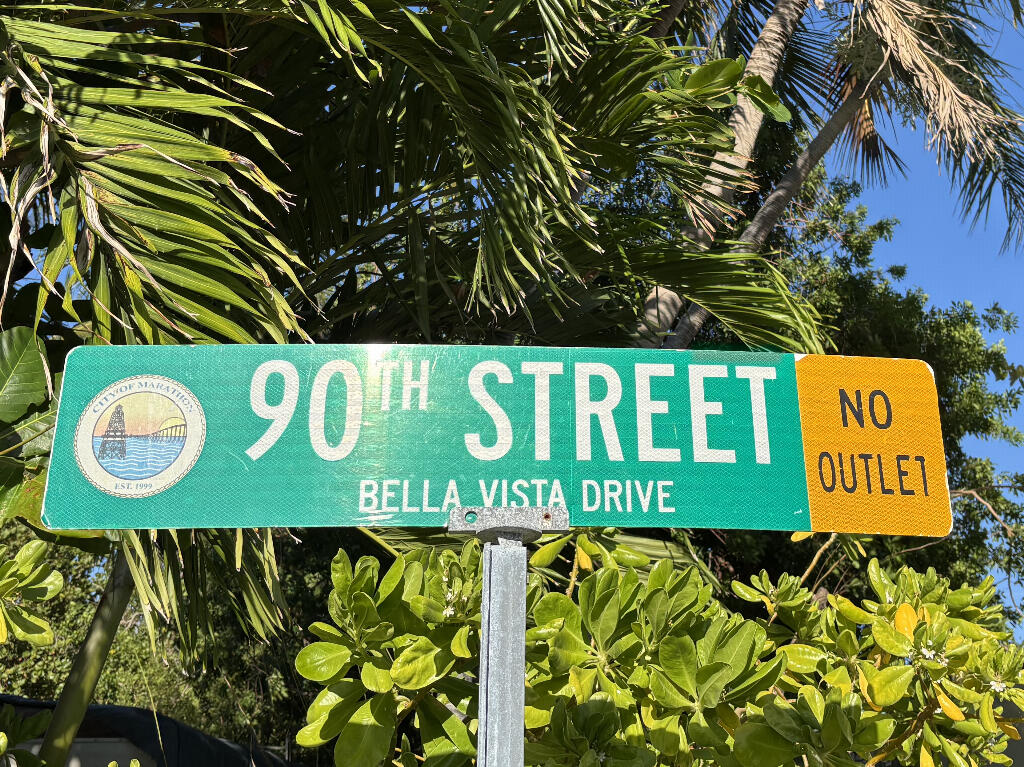 CITY OF MARATHON
EST. 1999
90TH STREET
BELLA VISTA DRIVE
NO
OUTLET